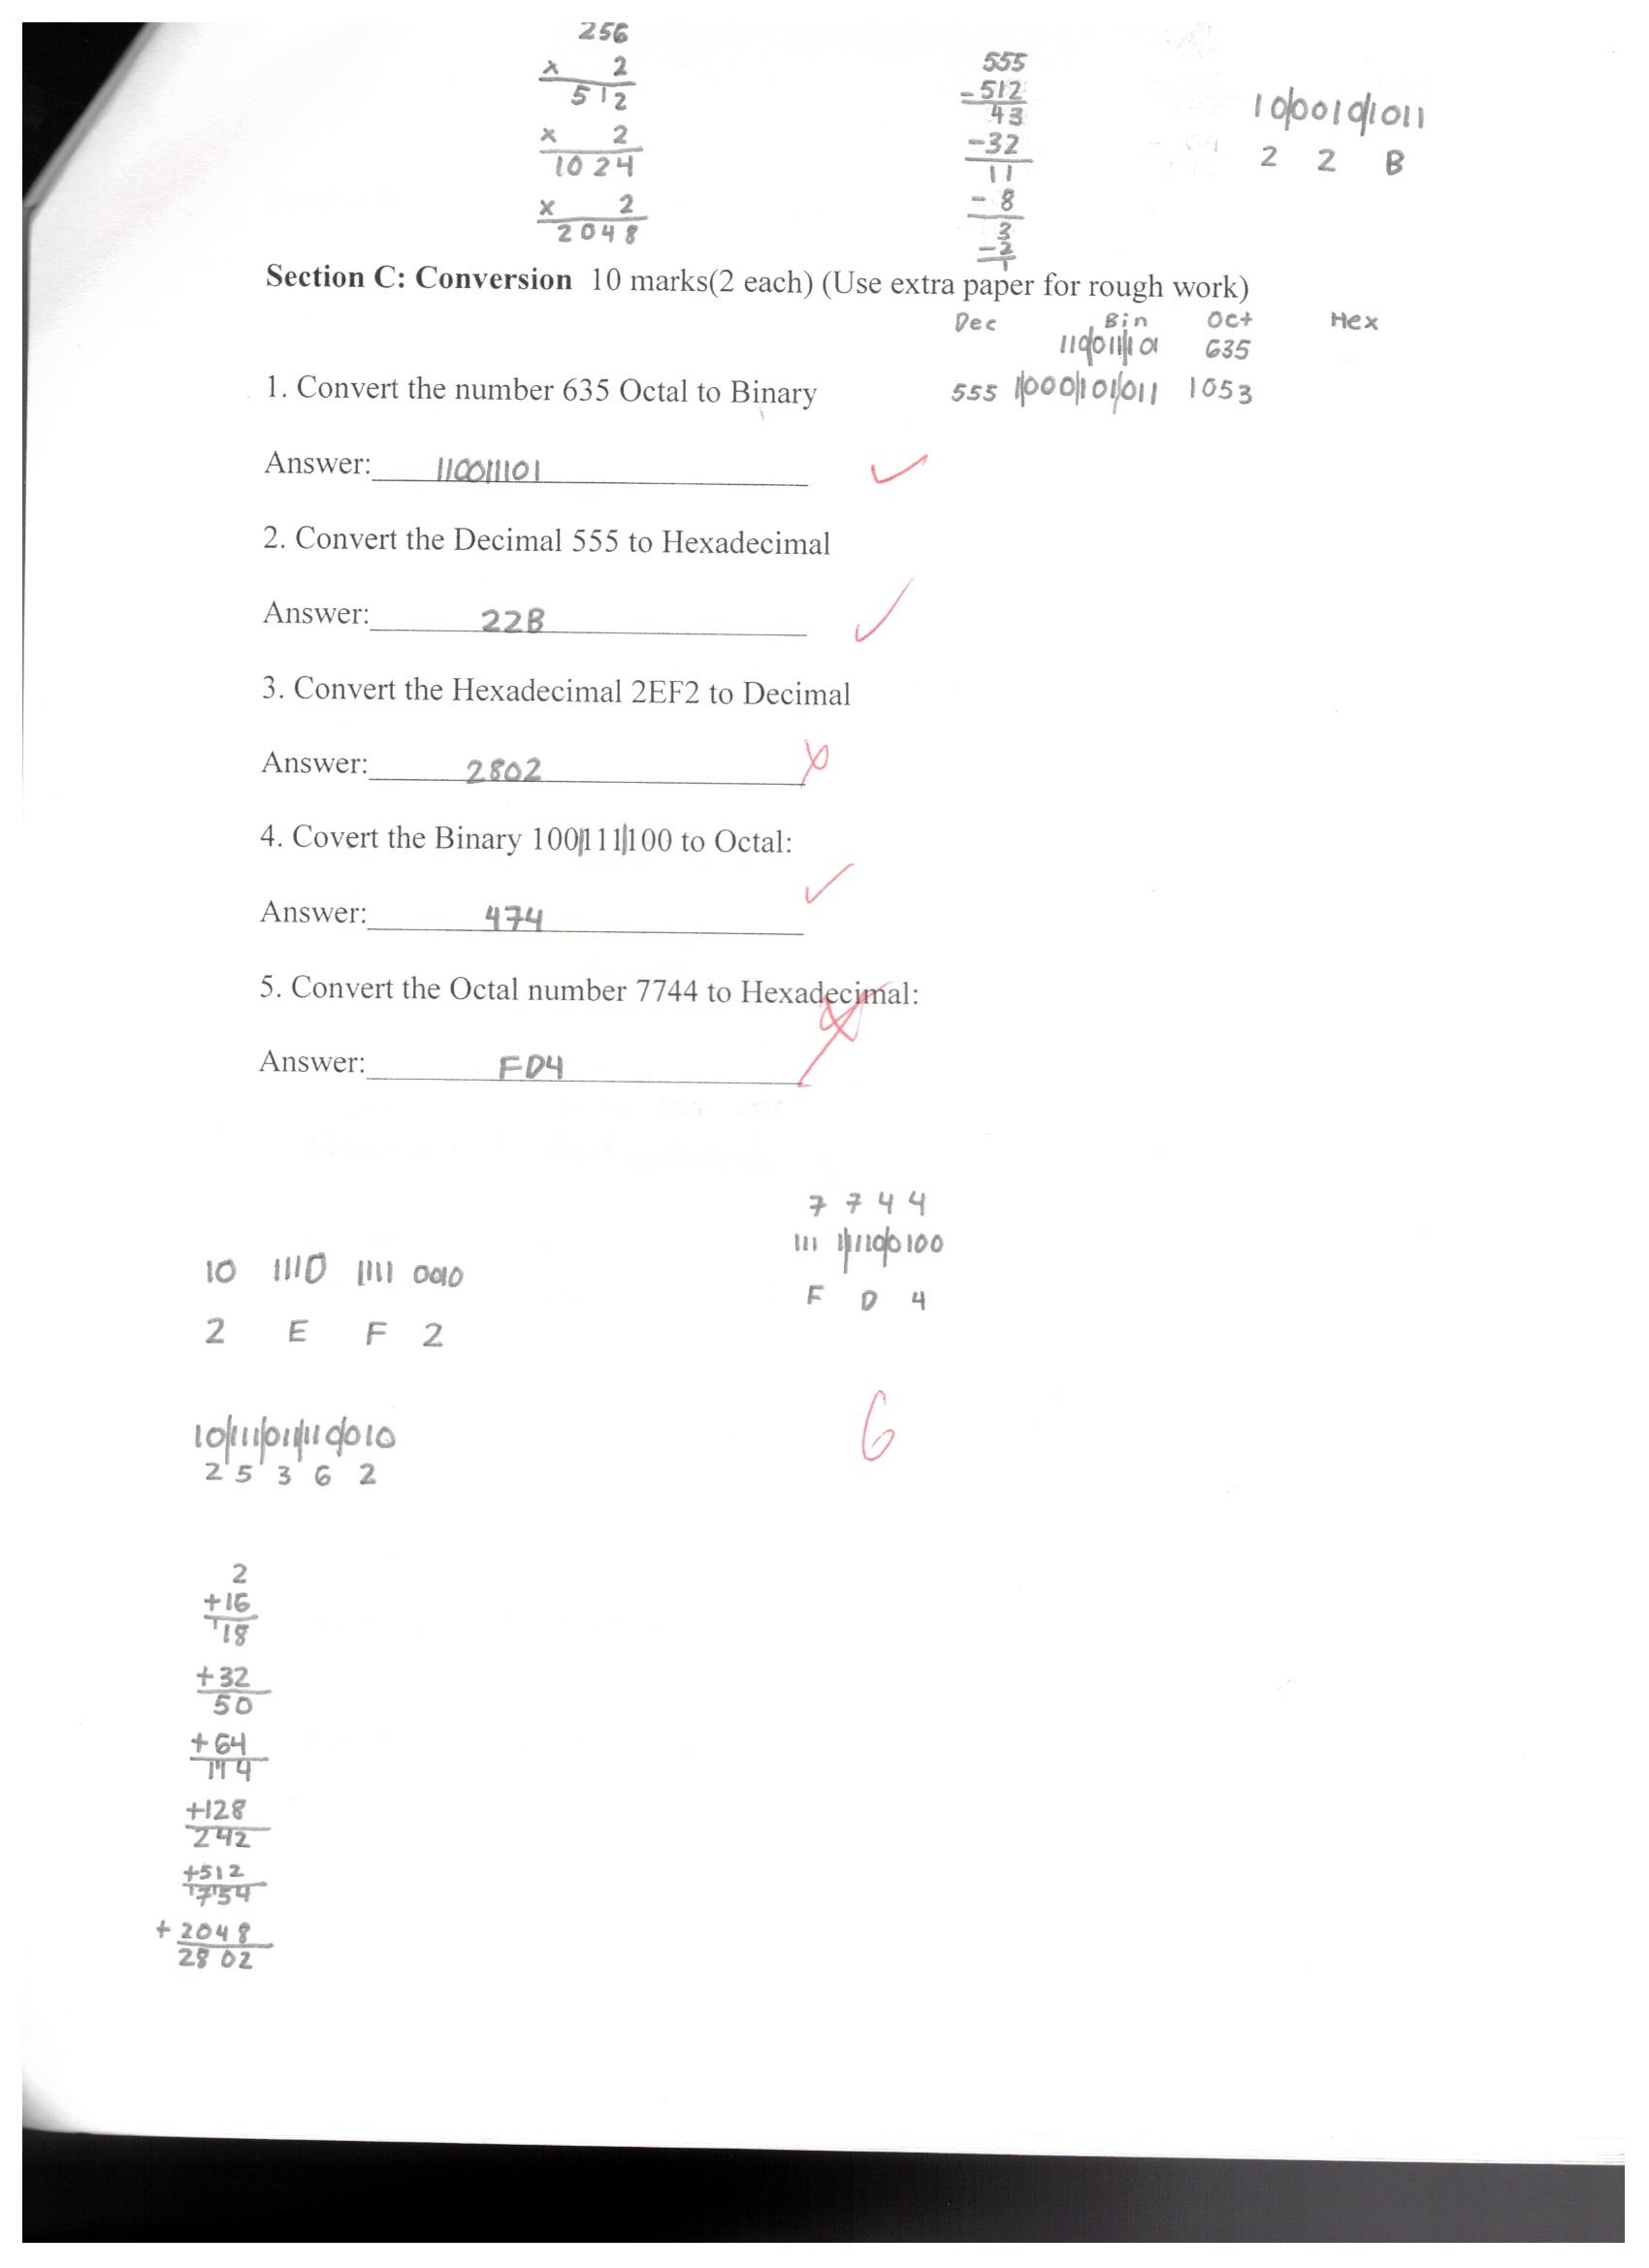 256
x 2
512
x 2
1024
x 2
2048
555
-512
43
-32
11
- 8
3
-2
1
10|0010|1011
2 2 B
Section C: Conversion 10 marks(2 each) (Use extra paper for rough work)
Dec Bin Oct Hex
110|011|101 635
1. Convert the number 635 Octal to Binary
555 1|000|101|011 1053
Answer: 110011101
2. Convert the Decimal 555 to Hexadecimal
Answer: 22B
3. Convert the Hexadecimal 2EF2 to Decimal
Answer: 2802
4. Covert the Binary 100|111|100 to Octal:
Answer: 474
5. Convert the Octal number 7744 to Hexadecimal:
Answer: FD4
7 7 4 4
111 1|1110|0100
F D 4
10 1110 1111 0010
2 E F 2
6
10|111|011|110|010
2 5 3 6 2
2
+16
18
+32
50
+64
114
+128
242
+512
754
+2048
2802